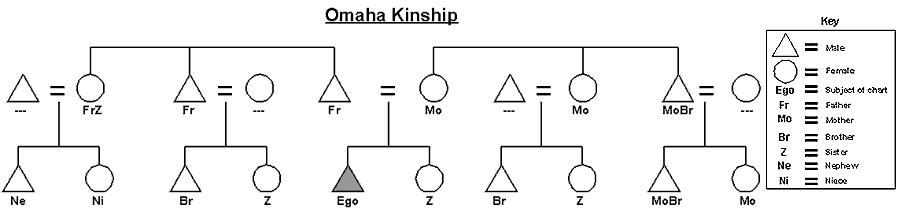 Omaha Kinship
--- FrZ Fr --- Fr Mo --- Mo MoBr ---
Ne Ni Br Z Ego Z Br Z MoBr Mo
Key
= Male
= Female
Ego = Subject of chart
Fr = Father
Mo = Mother
Br = Brother
Z = Sister
Ne = Nephew
Ni = Niece